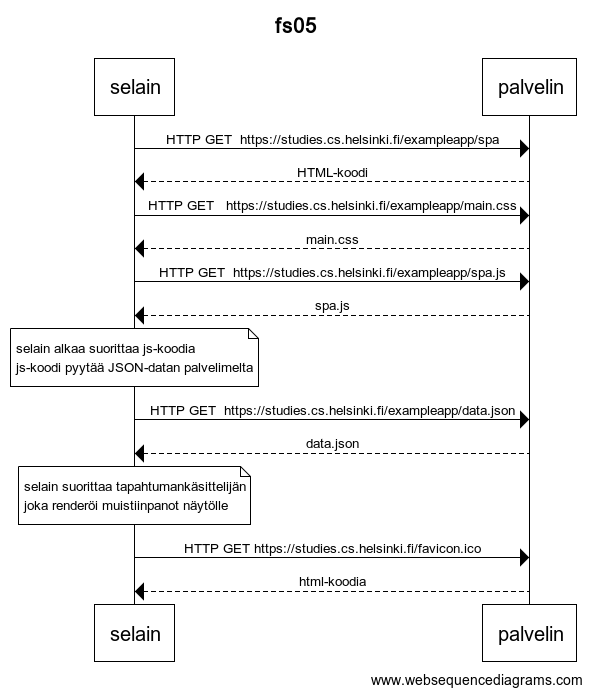 fs05
selain palvelin
HTTP GET  https://studies.cs.helsinki.fi/exampleapp/spa
HTML-koodi
HTTP GET   https://studies.cs.helsinki.fi/exampleapp/main.css
main.css
HTTP GET  https://studies.cs.helsinki.fi/exampleapp/spa.js
spa.js
selain alkaa suorittaa js-koodia
js-koodi pyytää JSON-datan palvelimelta
HTTP GET  https://studies.cs.helsinki.fi/exampleapp/data.json
data.json
selain suorittaa tapahtumankäsittelijän
joka renderöi muistiinpanot näytölle
HTTP GET https://studies.cs.helsinki.fi/favicon.ico
html-koodia
selain palvelin
www.websequencediagrams.com